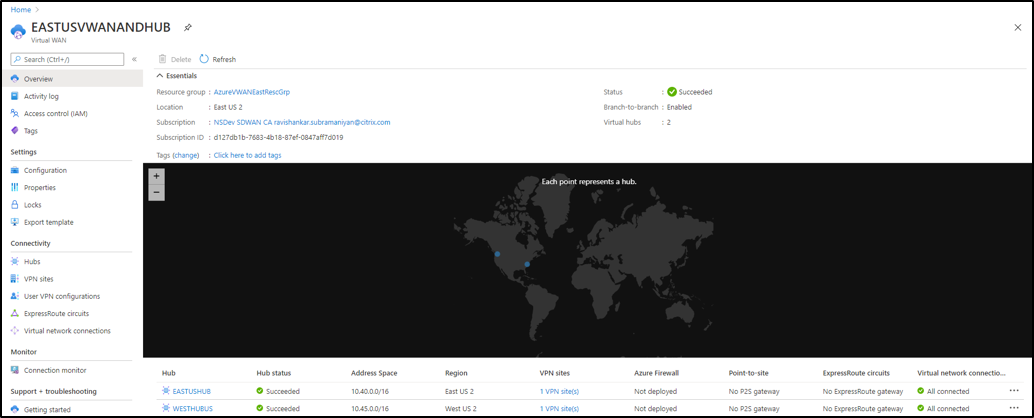 Home >
EASTUSVWANANDHUB
Virtual WAN
Search (Ctrl+/)
«
Overview
Activity log
Access control (IAM)
Tags
Settings
Configuration
Properties
Locks
Export template
Connectivity
Hubs
VPN sites
User VPN configurations
ExpressRoute circuits
Virtual network connections
Monitor
Connection monitor
Support + troubleshooting
Getting started
Delete Refresh
Essentials
Resource group : AzureVWANEastRescGrp
Location : East US 2
Subscription : NSDev SDWAN CA ravishankar.subramaniyan@citrix.com
Subscription ID : d127db1b-7683-4b18-87ef-0847aff7d019
Tags (change) : Click here to add tags
Status : Succeeded
Branch-to-branch : Enabled
Virtual hubs : 2
+
−
Each point represents a hub.
Hub Hub status Address Space Region VPN sites Azure Firewall Point-to-site ExpressRoute circuits Virtual network connectio...
EASTUSHUB Succeeded 10.40.0.0/16 East US 2 1 VPN site(s) Not deployed No P2S gateway No ExpressRoute gateway All connected ...
WESTHUBUS Succeeded 10.45.0.0/16 West US 2 1 VPN site(s) Not deployed No P2S gateway No ExpressRoute gateway All connected ...